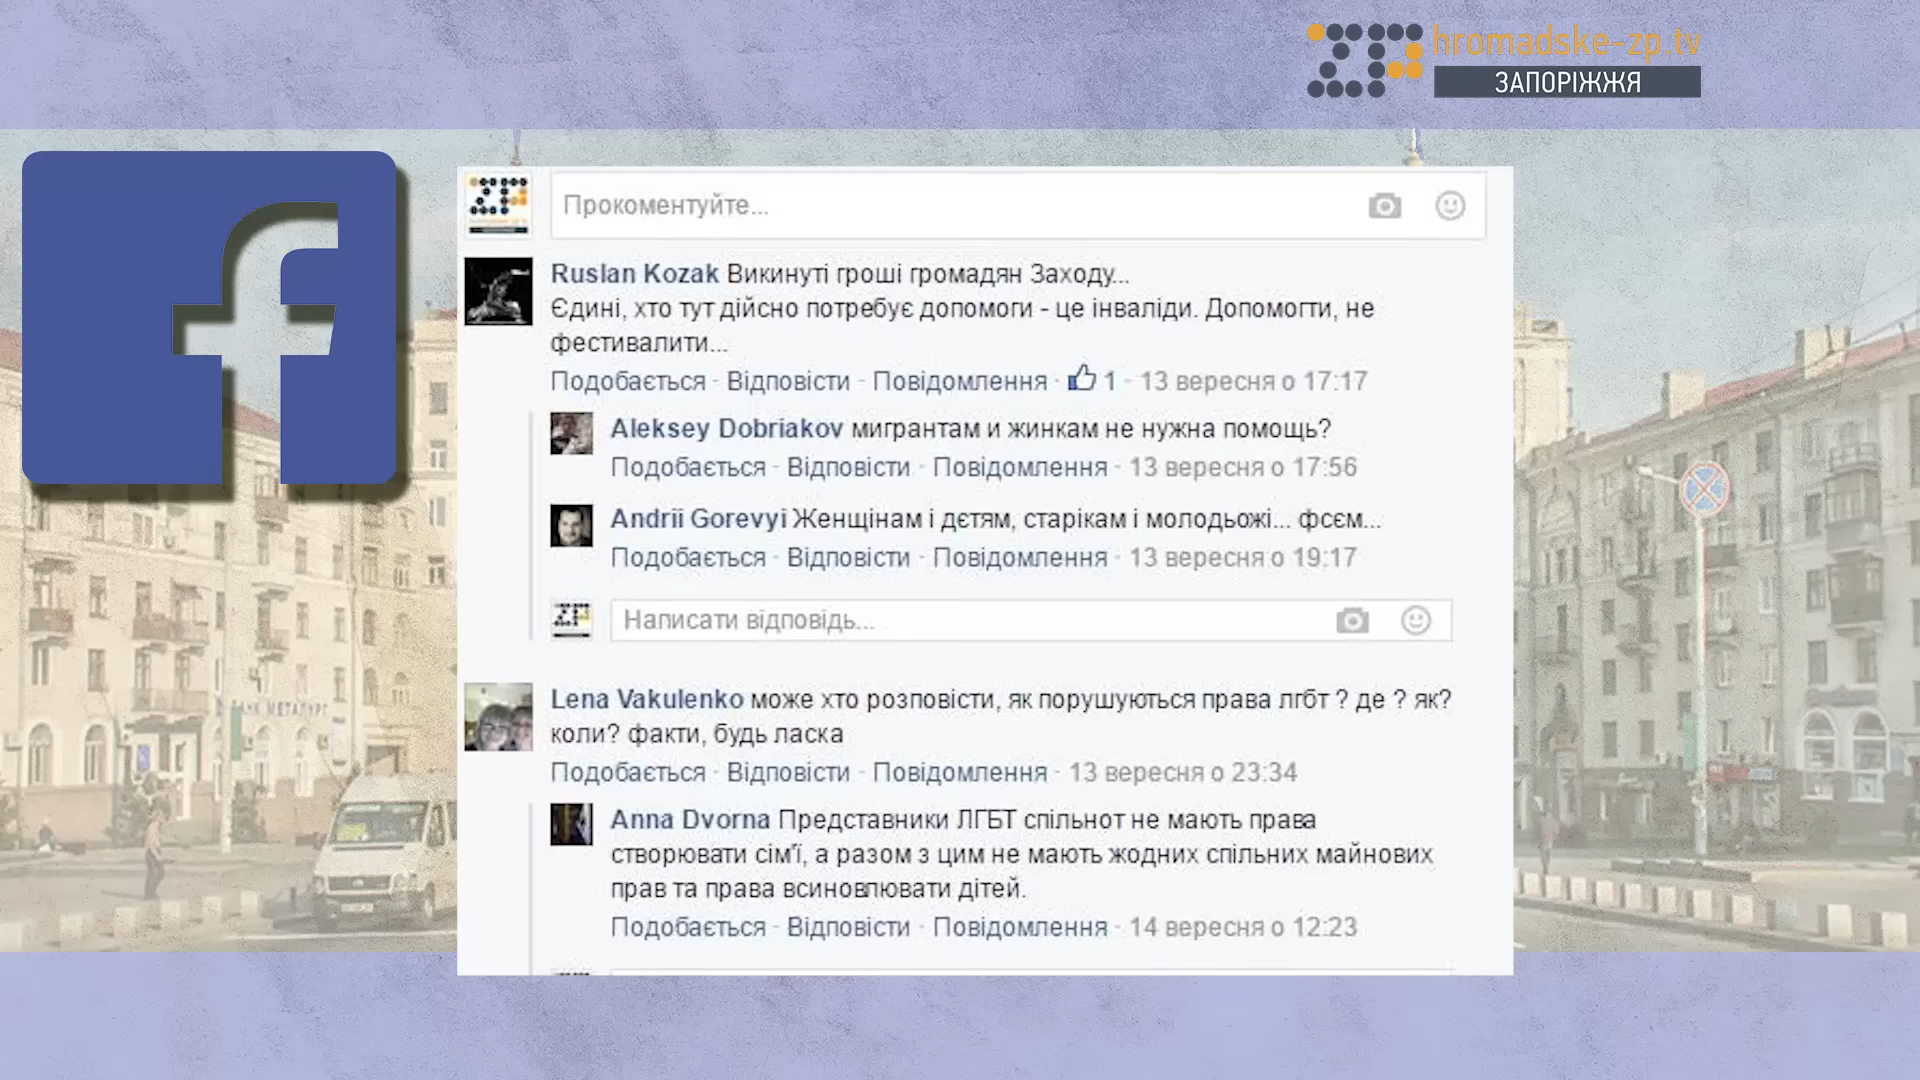 hromadske-zp.tv
ЗАПОРІЖЖЯ
Прокоментуйте...
Ruslan Kozak Викинуті гроші громадян Заходу...
Єдині, хто тут дійсно потребує допомоги - це інваліди. Допомогти, не
фестивалити...
Подобається · Відповісти · Повідомлення · 1 · 13 вересня о 17:17
Aleksey Dobriakov мигрантам и жинкам не нужна помощь?
Подобається · Відповісти · Повідомлення · 13 вересня о 17:56
Andrii Gorevyi Женщінам і дєтям, старікам і молодьожі... фсєм...
Подобається · Відповісти · Повідомлення · 13 вересня о 19:17
Написати відповідь...
Lena Vakulenko може хто розповісти, як порушуються права лгбт ? де ? як?
коли? факти, будь ласка
Подобається · Відповісти · Повідомлення · 13 вересня о 23:34
Anna Dvorna Представники ЛГБТ спільнот не мають права
створювати сім'ї, а разом з цим не мають жодних спільних майнових
прав та права всиновлювати дітей.
Подобається · Відповісти · Повідомлення · 14 вересня о 12:23